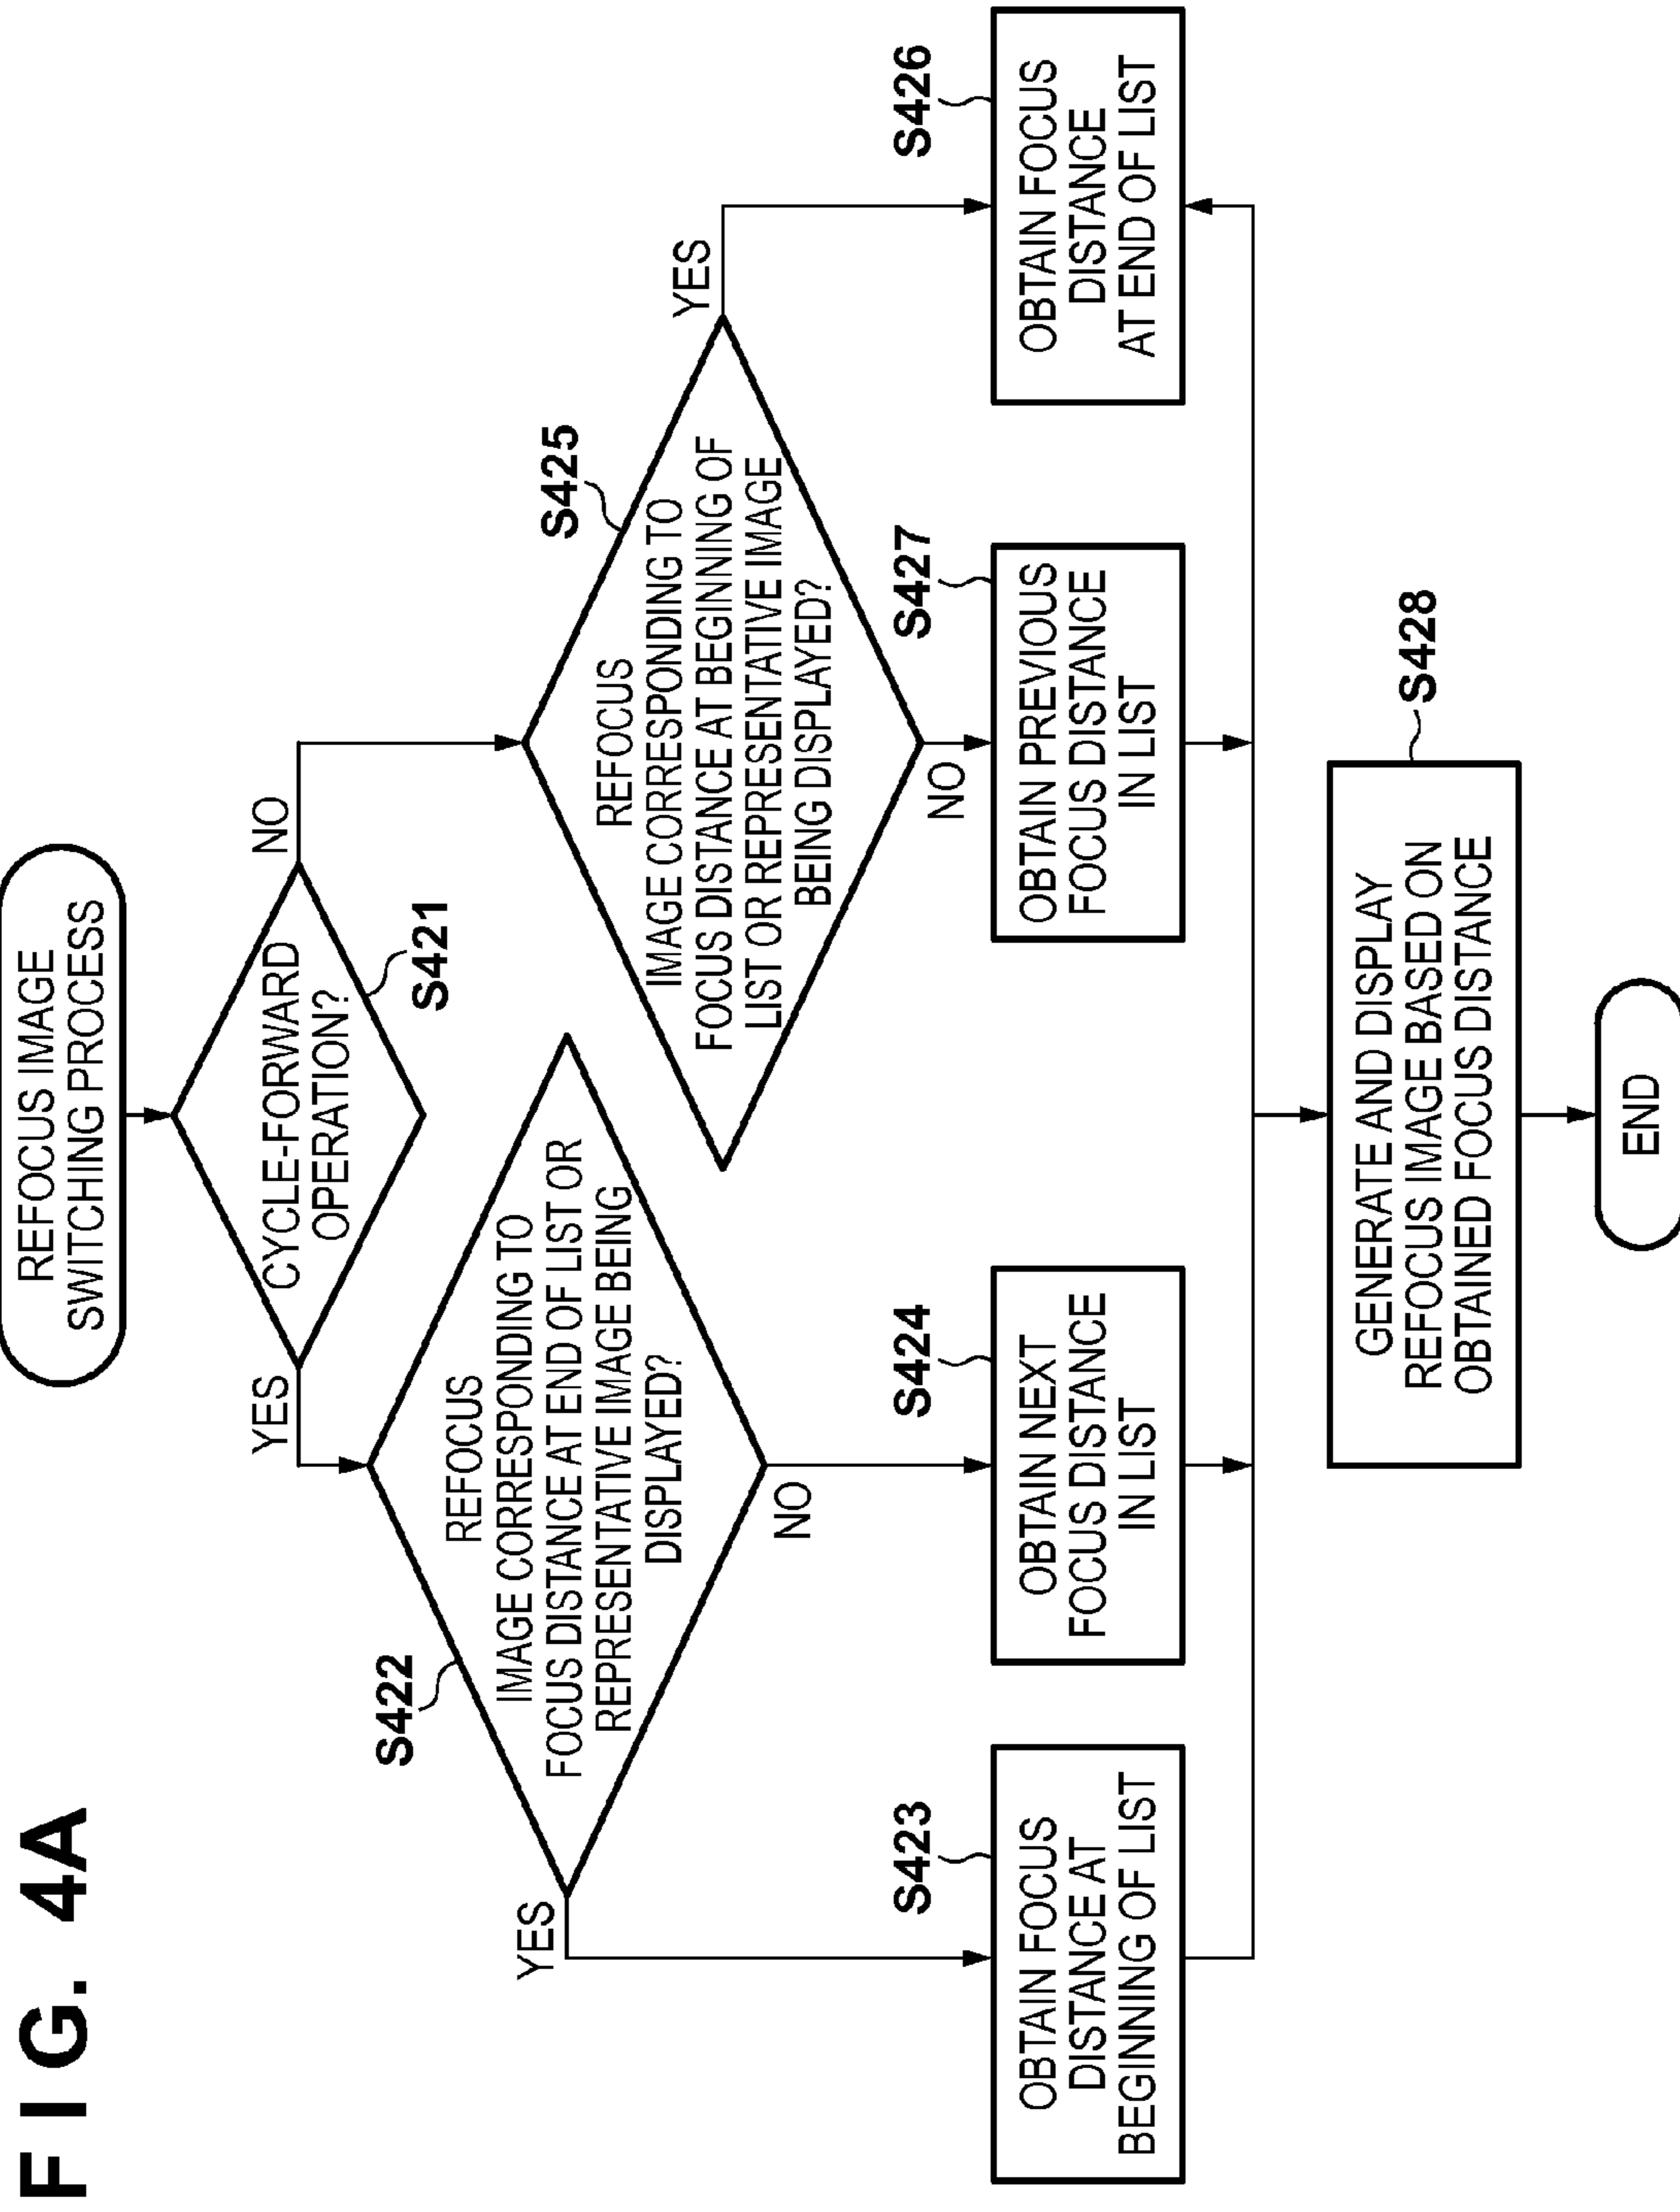 FIG. 4A
REFOCUS IMAGE
SWITCHING PROCESS
CYCLE-FORWARD
OPERATION?
S421
YES
NO
S422
REFOCUS
IMAGE CORRESPONDING TO
FOCUS DISTANCE AT END OF LIST OR
REPRESENTATIVE IMAGE BEING
DISPLAYED?
YES
NO
S425
REFOCUS
IMAGE CORRESPONDING TO
FOCUS DISTANCE AT BEGINNING OF
LIST OR REPRESENTATIVE IMAGE
BEING DISPLAYED?
YES
NO
S423
OBTAIN FOCUS
DISTANCE AT
BEGINNING OF LIST
S424
OBTAIN NEXT
FOCUS DISTANCE
IN LIST
S427
OBTAIN PREVIOUS
FOCUS DISTANCE
IN LIST
S426
OBTAIN FOCUS
DISTANCE
AT END OF LIST
S428
GENERATE AND DISPLAY
REFOCUS IMAGE BASED ON
OBTAINED FOCUS DISTANCE
END